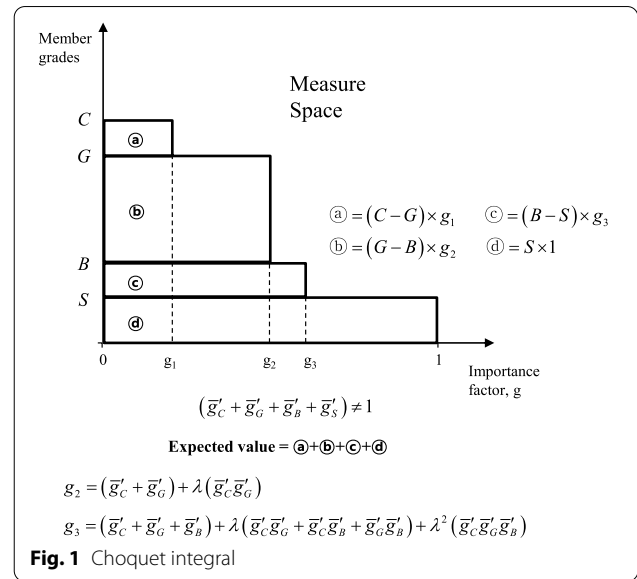 Member
grades
Measure
Space
C
ⓐ
G
ⓑ
ⓐ = (C − G) × g₁ ⓒ = (B − S) × g₃
ⓑ = (G − B) × g₂ ⓓ = S × 1
B
ⓒ
S
ⓓ
0 g₁ g₂ g₃ 1
Importance
factor, g
(g̅′_C + g̅′_G + g̅′_B + g̅′_S) ≠ 1
Expected value = ⓐ+ⓑ+ⓒ+ⓓ
g₂ = (g̅′_C + g̅′_G) + λ(g̅′_C g̅′_G)
g₃ = (g̅′_C + g̅′_G + g̅′_B) + λ(g̅′_C g̅′_G + g̅′_C g̅′_B + g̅′_G g̅′_B) + λ²(g̅′_C g̅′_G g̅′_B)
Fig. 1 Choquet integral